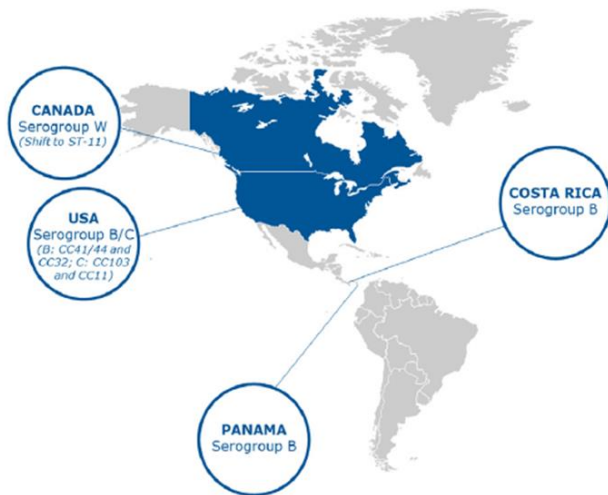 CANADA
Serogroup W
(Shift to ST-11)
USA
Serogroup B/C
(B: CC41/44 and
CC32; C: CC103
and CC11)
COSTA RICA
Serogroup B
PANAMA
Serogroup B